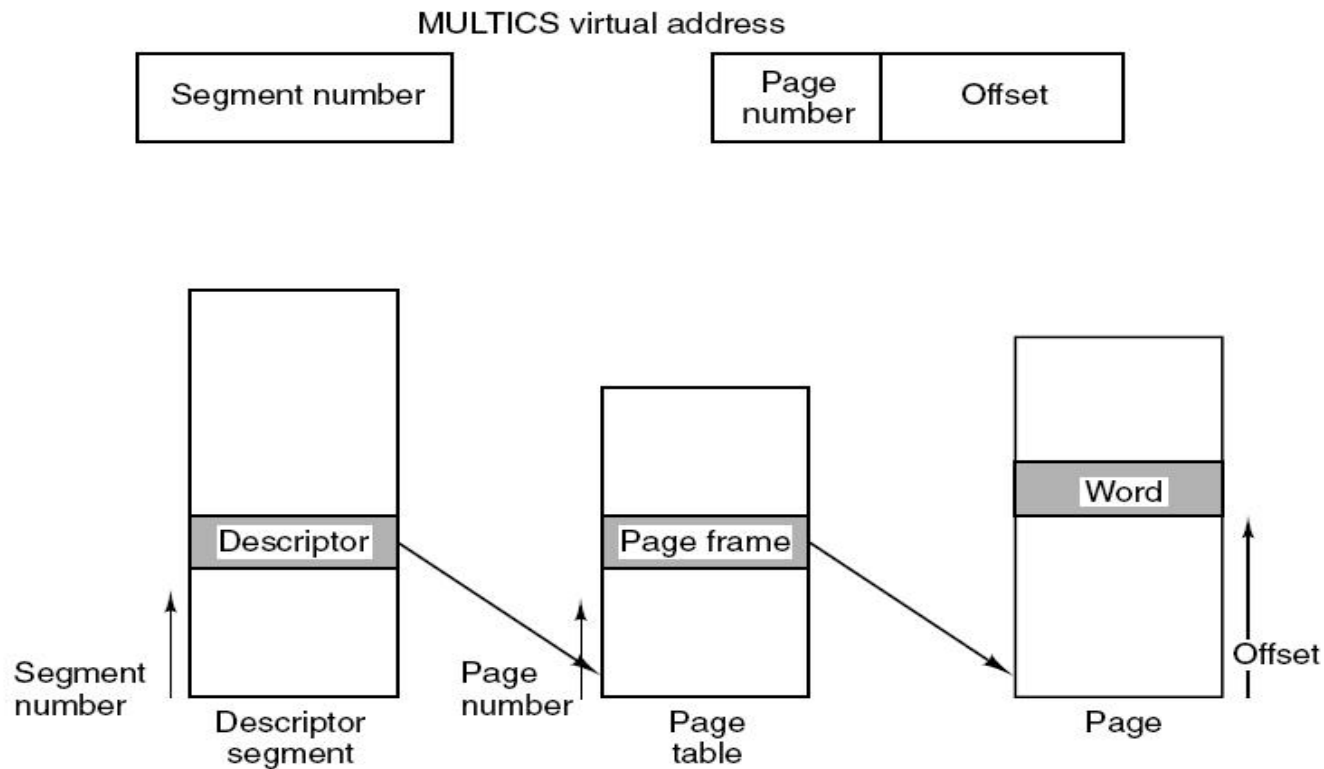 MULTICS virtual address
Segment number
Page
number
Offset
Descriptor
Page frame
Word
Segment
number
Page
number
Offset
Descriptor
segment
Page
table
Page